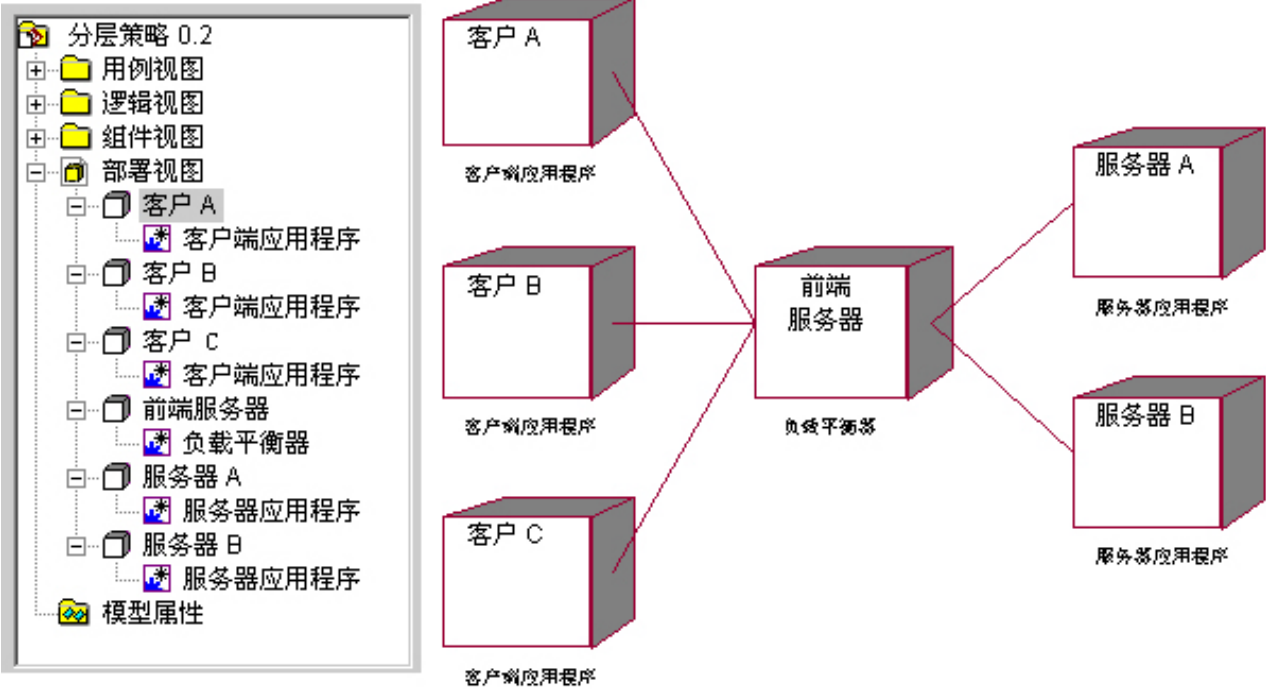 分层策略 0.2
用例视图
逻辑视图
组件视图
部署视图
客户 A
客户端应用程序
客户 B
客户端应用程序
客户 C
客户端应用程序
前端服务器
负载平衡器
服务器 A
服务器应用程序
服务器 B
服务器应用程序
模型属性
客户 A
客户端应用程序
客户 B
客户端应用程序
客户 C
客户端应用程序
前端
服务器
负载平衡器
服务器 A
服务器应用程序
服务器 B
服务器应用程序